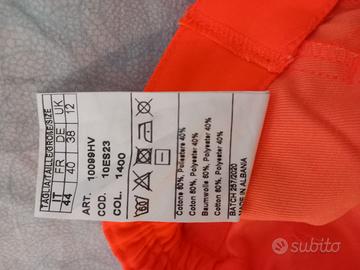 TAGLIA/TAILLE/GRÖßE/SIZE
IT FR DE UK
44 40 38 12
ART. 10099HV
COD. 10ES23
COL. 1400
Cotone 60%, Poliestere 40%
Coton 60%, Polyester 40%
Baumwolle 60%, Polyester 40%
Cotton 60%, Polyester 40%
BATCH 257/2020
MADE IN ALBANIA
subito